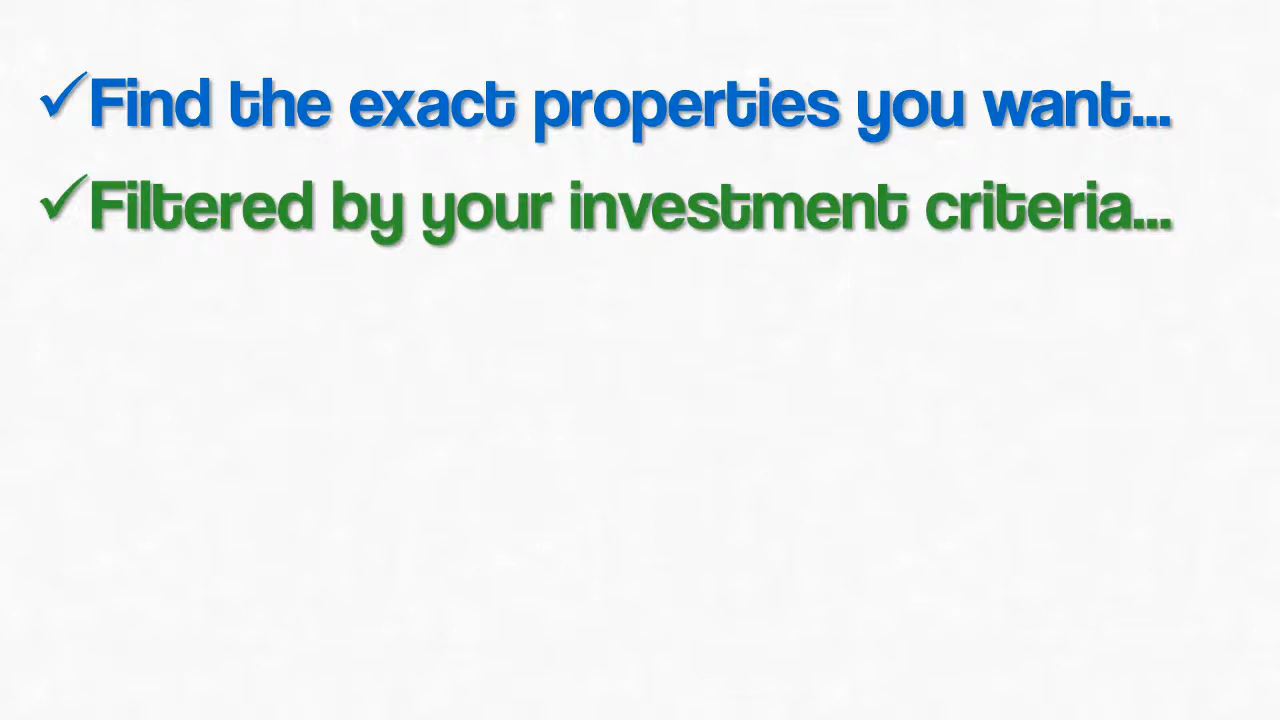 ✓Find the exact properties you want...
✓Filtered by your investment criteria...